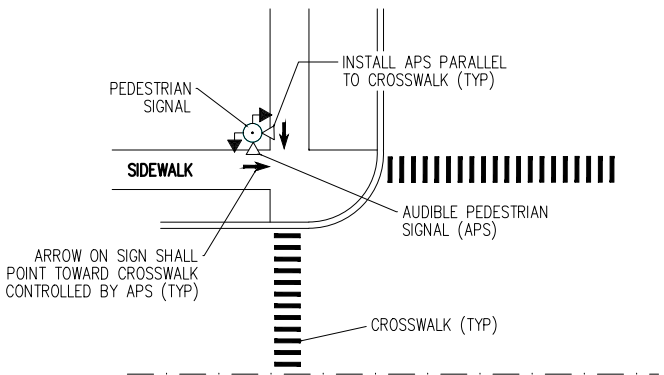 INSTALL APS PARALLEL
TO CROSSWALK (TYP)
PEDESTRIAN
SIGNAL
SIDEWALK
AUDIBLE PEDESTRIAN
SIGNAL (APS)
ARROW ON SIGN SHALL
POINT TOWARD CROSSWALK
CONTROLLED BY APS (TYP)
CROSSWALK (TYP)